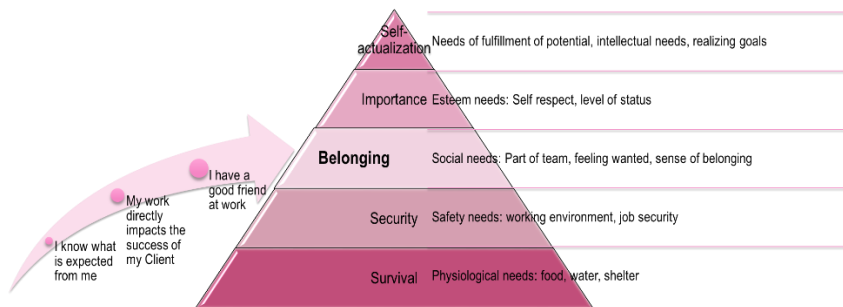 Self-
actualization
Needs of fulfillment of potential, intellectual needs, realizing goals
Importance
Esteem needs: Self respect, level of status
Belonging
Social needs: Part of team, feeling wanted, sense of belonging
Security
Safety needs: working environment, job security
Survival
Physiological needs: food, water, shelter
I know what
is expected
from me
My work
directly
impacts the
success of
my Client
I have a
good friend
at work